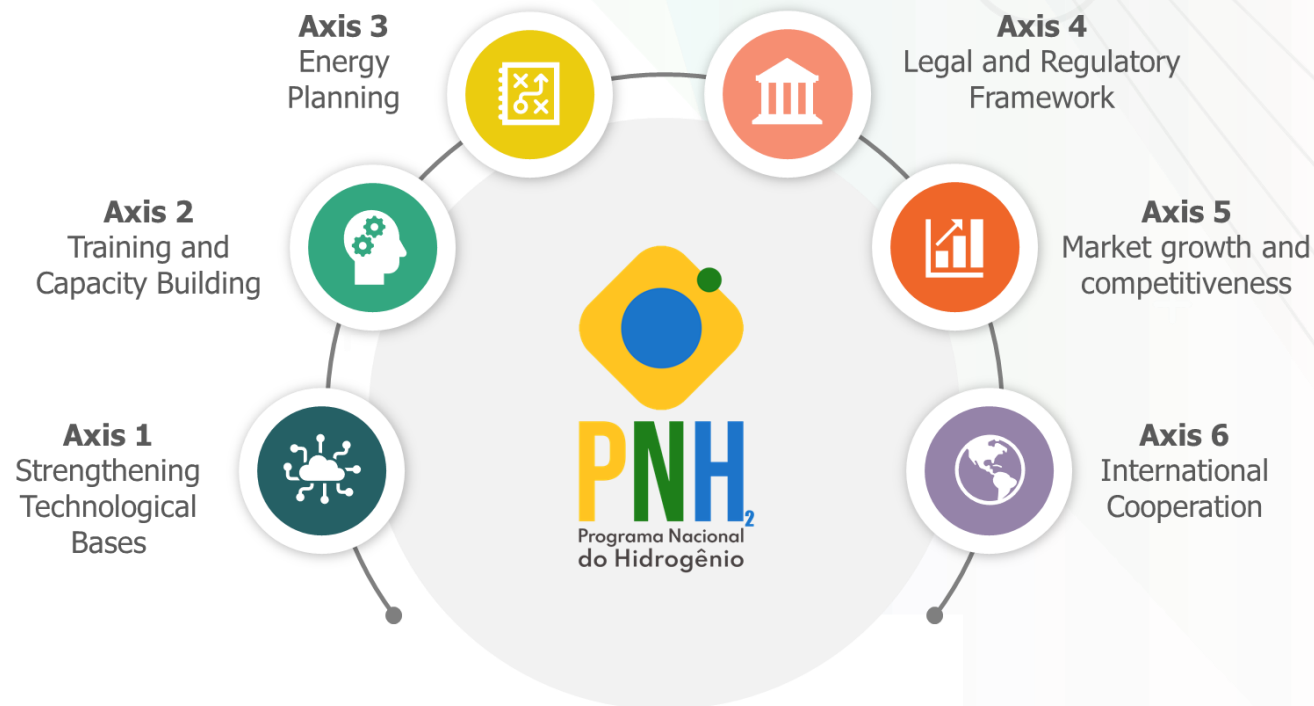 Axis 1
Strengthening
Technological
Bases
Axis 2
Training and
Capacity Building
Axis 3
Energy
Planning
Axis 4
Legal and Regulatory
Framework
Axis 5
Market growth and
competitiveness
Axis 6
International
Cooperation
PNH₂
Programa Nacional
do Hidrogênio